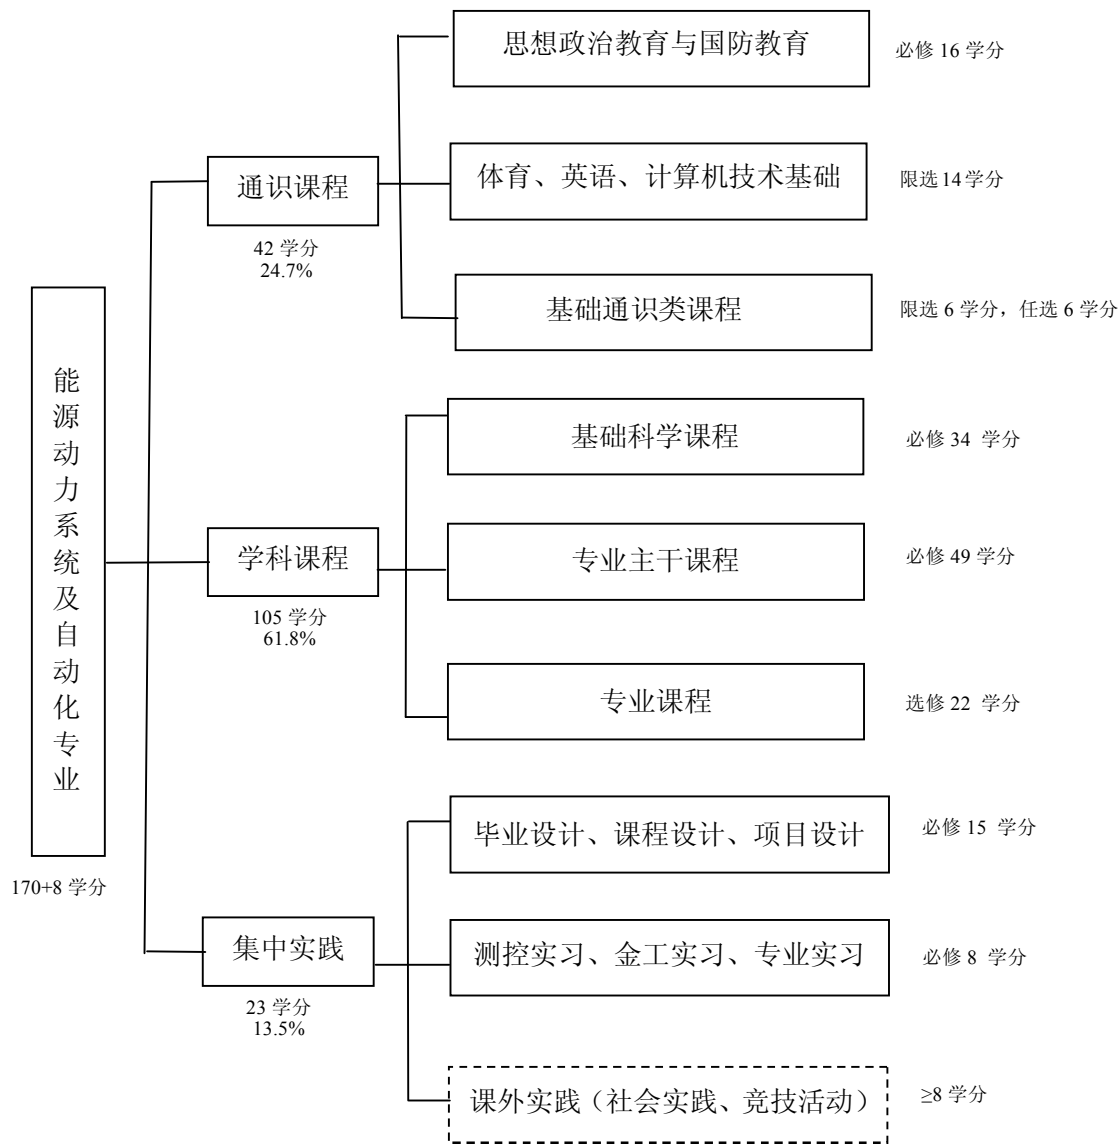 能源动力系统及自动化专业
170+8 学分
通识课程
42 学分
24.7%
思想政治教育与国防教育
必修 16 学分
体育、英语、计算机技术基础
限选 14 学分
基础通识类课程
限选 6 学分，任选 6 学分
学科课程
105 学分
61.8%
基础科学课程
必修 34 学分
专业主干课程
必修 49 学分
专业课程
选修 22 学分
集中实践
23 学分
13.5%
毕业设计、课程设计、项目设计
必修 15 学分
测控实习、金工实习、专业实习
必修 8 学分
课外实践（社会实践、竞技活动）
≥8 学分